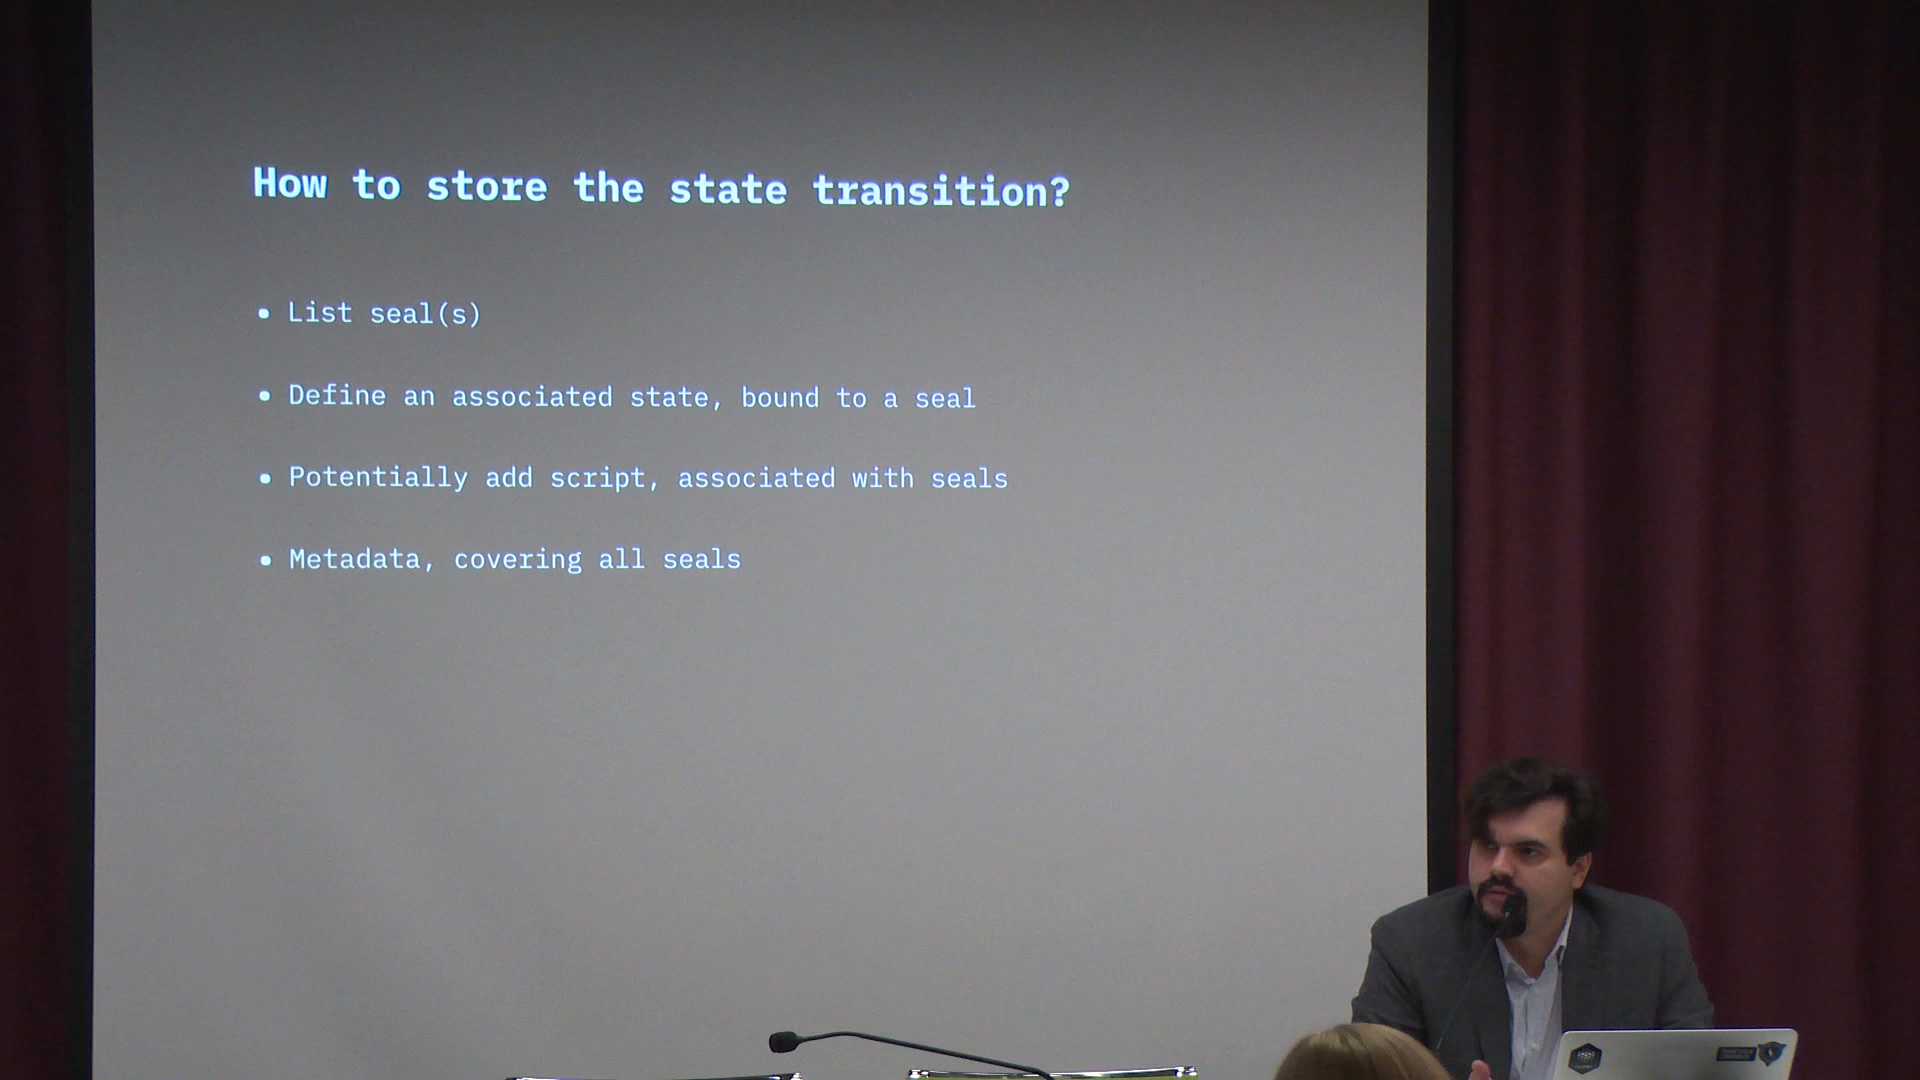 How to store the state transition?
• List seal(s)
• Define an associated state, bound to a seal
• Potentially add script, associated with seals
• Metadata, covering all seals